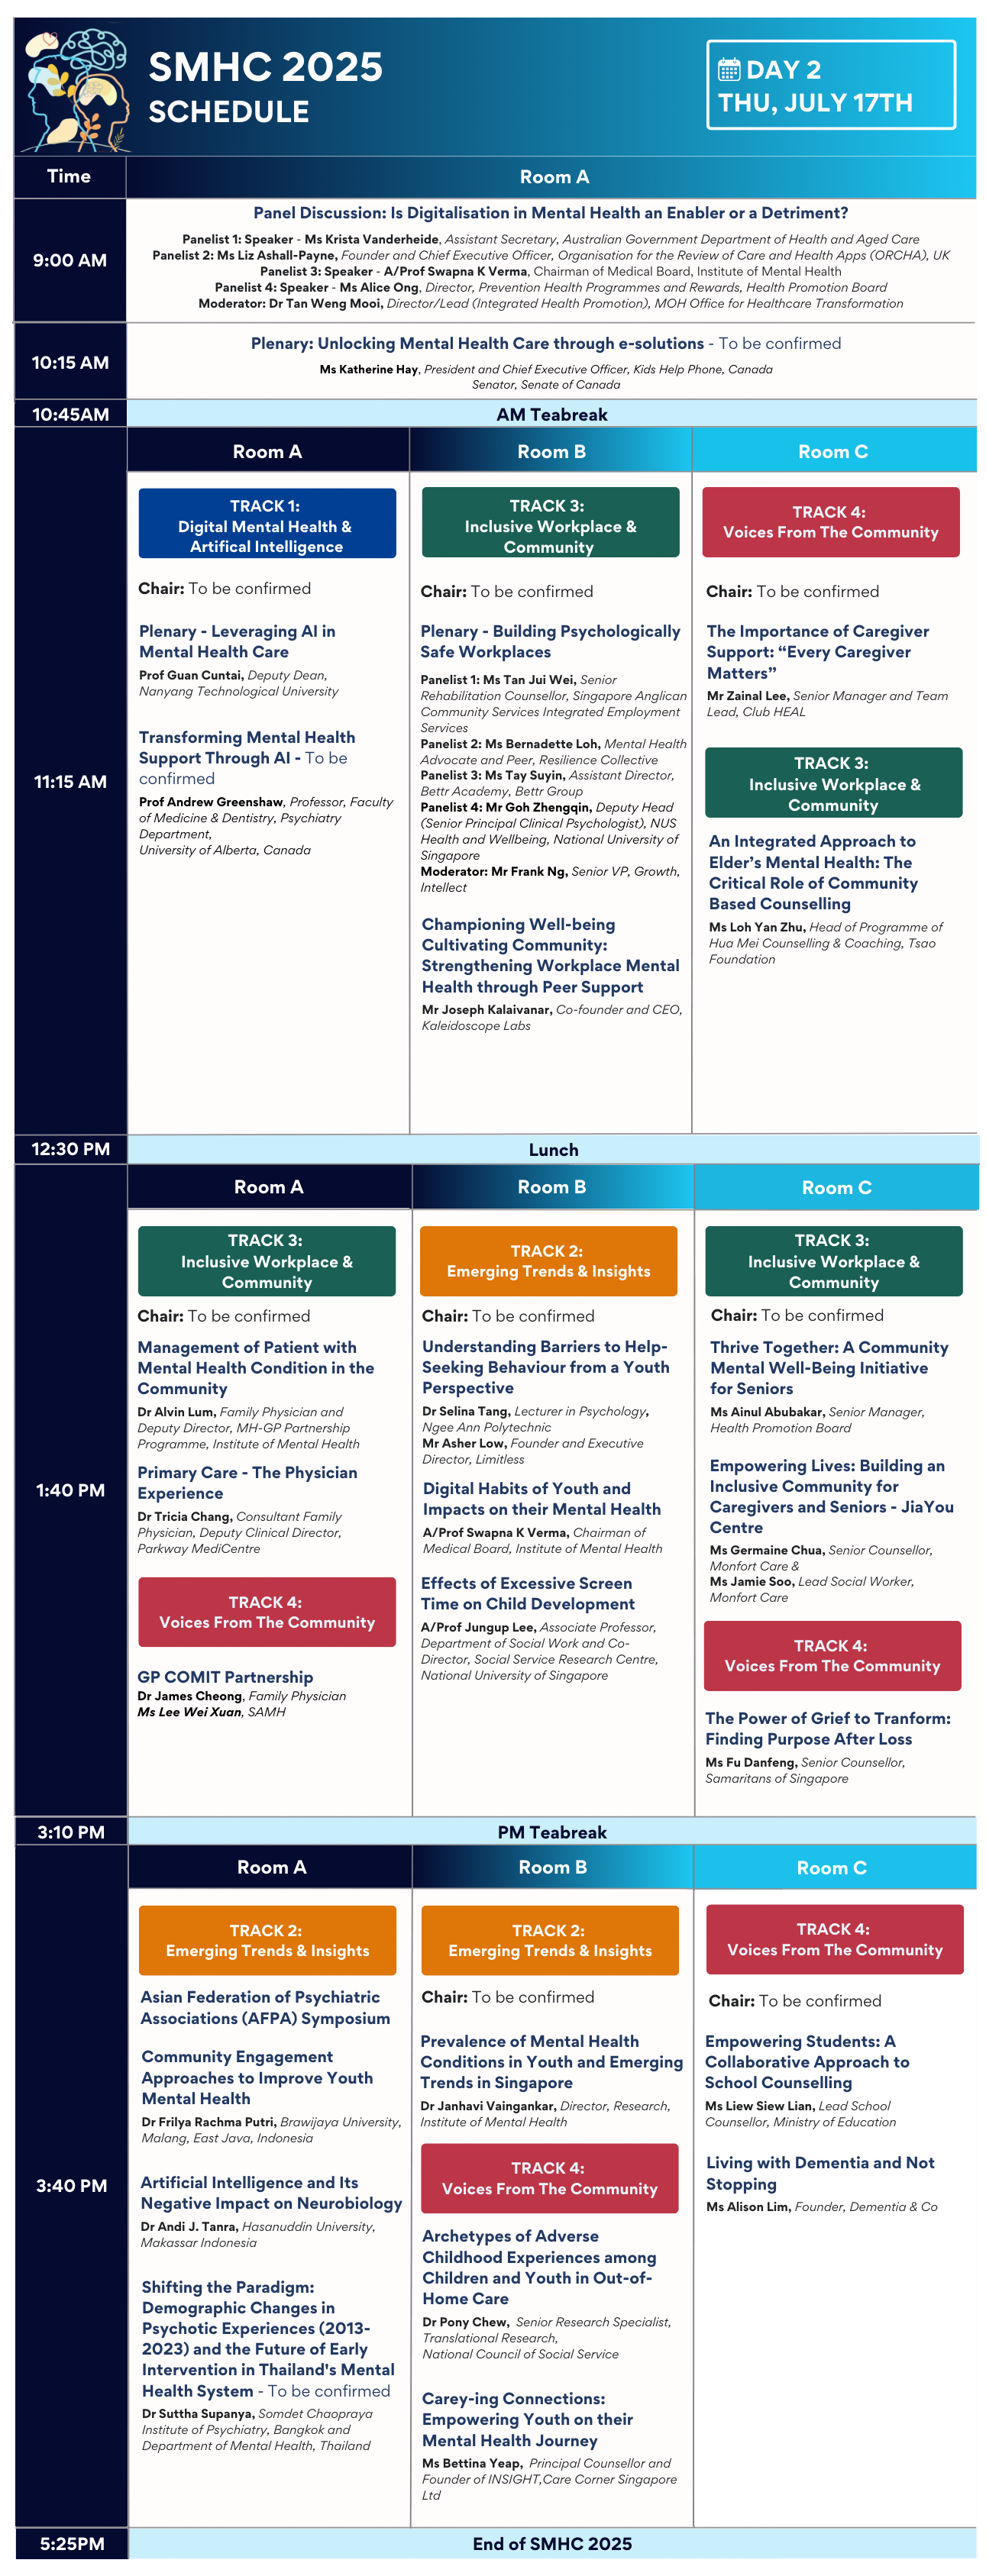 SMHC 2025
SCHEDULE
DAY 2
THU, JULY 17TH
Time
Room A
9:00 AM
Panel Discussion: Is Digitalisation in Mental Health an Enabler or a Detriment?
Panelist 1: Speaker - Ms Krista Vanderheide, Assistant Secretary, Australian Government Department of Health and Aged Care
Panelist 2: Ms Liz Ashall-Payne, Founder and Chief Executive Officer, Organisation for the Review of Care and Health Apps (ORCHA), UK
Panelist 3: Speaker - A/Prof Swapna K Verma, Chairman of Medical Board, Institute of Mental Health
Panelist 4: Speaker - Ms Alice Ong, Director, Prevention Health Programmes and Rewards, Health Promotion Board
Moderator: Dr Tan Weng Mooi, Director/Lead (Integrated Health Promotion), MOH Office for Healthcare Transformation
10:15 AM
Plenary: Unlocking Mental Health Care through e-solutions - To be confirmed
Ms Katherine Hay, President and Chief Executive Officer, Kids Help Phone, Canada
Senator, Senate of Canada
10:45AM
AM Teabreak
11:15 AM
Room A
TRACK 1:
Digital Mental Health &
Artifical Intelligence
Chair: To be confirmed
Plenary - Leveraging AI in
Mental Health Care
Prof Guan Cuntai, Deputy Dean,
Nanyang Technological University
Transforming Mental Health
Support Through AI - To be
confirmed
Prof Andrew Greenshaw, Professor, Faculty
of Medicine & Dentistry, Psychiatry
Department,
University of Alberta, Canada
Room B
TRACK 3:
Inclusive Workplace &
Community
Chair: To be confirmed
Plenary - Building Psychologically
Safe Workplaces
Panelist 1: Ms Tan Jui Wei, Senior
Rehabilitation Counsellor, Singapore Anglican
Community Services Integrated Employment
Services
Panelist 2: Ms Bernadette Loh, Mental Health
Advocate and Peer, Resilience Collective
Panelist 3: Ms Tay Suyin, Assistant Director,
Bettr Academy, Bettr Group
Panelist 4: Mr Goh Zhengqin, Deputy Head
(Senior Principal Clinical Psychologist), NUS
Health and Wellbeing, National University of
Singapore
Moderator: Mr Frank Ng, Senior VP, Growth,
Intellect
Championing Well-being
Cultivating Community:
Strengthening Workplace Mental
Health through Peer Support
Mr Joseph Kalaivanar, Co-founder and CEO,
Kaleidoscope Labs
Room C
TRACK 4:
Voices From The Community
Chair: To be confirmed
The Importance of Caregiver
Support: “Every Caregiver
Matters”
Mr Zainal Lee, Senior Manager and Team
Lead, Club HEAL
TRACK 3:
Inclusive Workplace &
Community
An Integrated Approach to
Elder’s Mental Health: The
Critical Role of Community
Based Counselling
Ms Loh Yan Zhu, Head of Programme of
Hua Mei Counselling & Coaching, Tsao
Foundation
12:30 PM
Lunch
1:40 PM
Room A
TRACK 3:
Inclusive Workplace &
Community
Chair: To be confirmed
Management of Patient with
Mental Health Condition in the
Community
Dr Alvin Lum, Family Physician and
Deputy Director, MH-GP Partnership
Programme, Institute of Mental Health
Primary Care - The Physician
Experience
Dr Tricia Chang, Consultant Family
Physician, Deputy Clinical Director,
Parkway MediCentre
TRACK 4:
Voices From The Community
GP COMIT Partnership
Dr James Cheong, Family Physician
Ms Lee Wei Xuan, SAMH
Room B
TRACK 2:
Emerging Trends & Insights
Chair: To be confirmed
Understanding Barriers to Help-
Seeking Behaviour from a Youth
Perspective
Dr Selina Tang, Lecturer in Psychology,
Ngee Ann Polytechnic
Mr Asher Low, Founder and Executive
Director, Limitless
Digital Habits of Youth and
Impacts on their Mental Health
A/Prof Swapna K Verma, Chairman of
Medical Board, Institute of Mental Health
Effects of Excessive Screen
Time on Child Development
A/Prof Jungup Lee, Associate Professor,
Department of Social Work and Co-
Director, Social Service Research Centre,
National University of Singapore
Room C
TRACK 3:
Inclusive Workplace &
Community
Chair: To be confirmed
Thrive Together: A Community
Mental Well-Being Initiative
for Seniors
Ms Ainul Abubakar, Senior Manager,
Health Promotion Board
Empowering Lives: Building an
Inclusive Community for
Caregivers and Seniors - JiaYou
Centre
Ms Germaine Chua, Senior Counsellor,
Monfort Care &
Ms Jamie Soo, Lead Social Worker,
Monfort Care
TRACK 4:
Voices From The Community
The Power of Grief to Tranform:
Finding Purpose After Loss
Ms Fu Danfeng, Senior Counsellor,
Samaritans of Singapore
3:10 PM
PM Teabreak
3:40 PM
Room A
TRACK 2:
Emerging Trends & Insights
Asian Federation of Psychiatric
Associations (AFPA) Symposium
Community Engagement
Approaches to Improve Youth
Mental Health
Dr Frilya Rachma Putri, Brawijaya University,
Malang, East Java, Indonesia
Artificial Intelligence and Its
Negative Impact on Neurobiology
Dr Andi J. Tanra, Hasanuddin University,
Makassar Indonesia
Shifting the Paradigm:
Demographic Changes in
Psychotic Experiences (2013-
2023) and the Future of Early
Intervention in Thailand's Mental
Health System - To be confirmed
Dr Suttha Supanya, Somdet Chaopraya
Institute of Psychiatry, Bangkok and
Department of Mental Health, Thailand
Room B
TRACK 2:
Emerging Trends & Insights
Chair: To be confirmed
Prevalence of Mental Health
Conditions in Youth and Emerging
Trends in Singapore
Dr Janhavi Vaingankar, Director, Research,
Institute of Mental Health
TRACK 4:
Voices From The Community
Archetypes of Adverse
Childhood Experiences among
Children and Youth in Out-of-
Home Care
Dr Pony Chew, Senior Research Specialist,
Translational Research,
National Council of Social Service
Carey-ing Connections:
Empowering Youth on their
Mental Health Journey
Ms Bettina Yeap, Principal Counsellor and
Founder of INSIGHT,Care Corner Singapore
Ltd
Room C
TRACK 4:
Voices From The Community
Chair: To be confirmed
Empowering Students: A
Collaborative Approach to
School Counselling
Ms Liew Siew Lian, Lead School
Counsellor, Ministry of Education
Living with Dementia and Not
Stopping
Ms Alison Lim, Founder, Dementia & Co
5:25PM
End of SMHC 2025